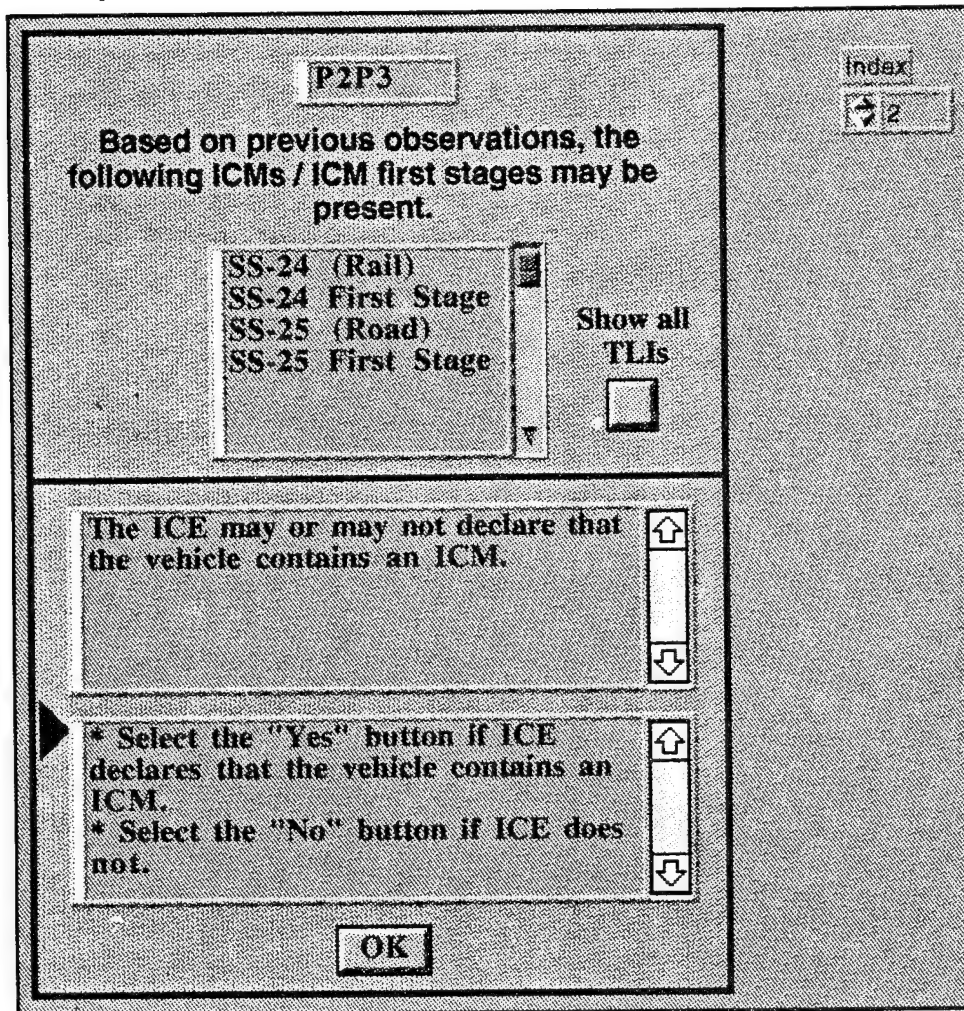 P2P3
Index
2
Based on previous observations, the
following ICMs / ICM first stages may be
present.
SS-24 (Rail)
SS-24 First Stage
SS-25 (Road)
SS-25 First Stage
Show all
TLIs
The ICE may or may not declare that
the vehicle contains an ICM.
* Select the "Yes" button if ICE
declares that the vehicle contains an
ICM.
* Select the "No" button if ICE does
not.
OK